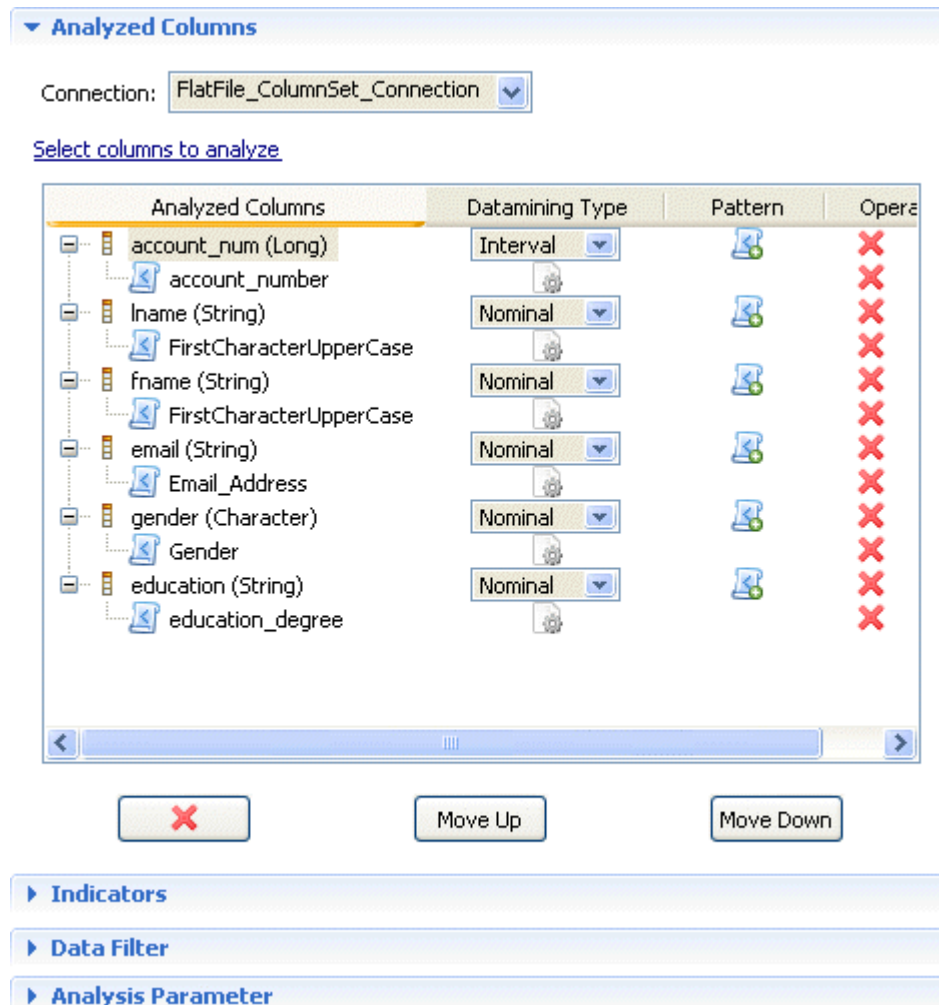 Analyzed Columns
Connection: FlatFile_ColumnSet_Connection
Select columns to analyze
Analyzed Columns Datamining Type Pattern Opera
account_num (Long) Interval
account_number
lname (String) Nominal
FirstCharacterUpperCase
fname (String) Nominal
FirstCharacterUpperCase
email (String) Nominal
Email_Address
gender (Character) Nominal
Gender
education (String) Nominal
education_degree
Move Up Move Down
Indicators
Data Filter
Analysis Parameter